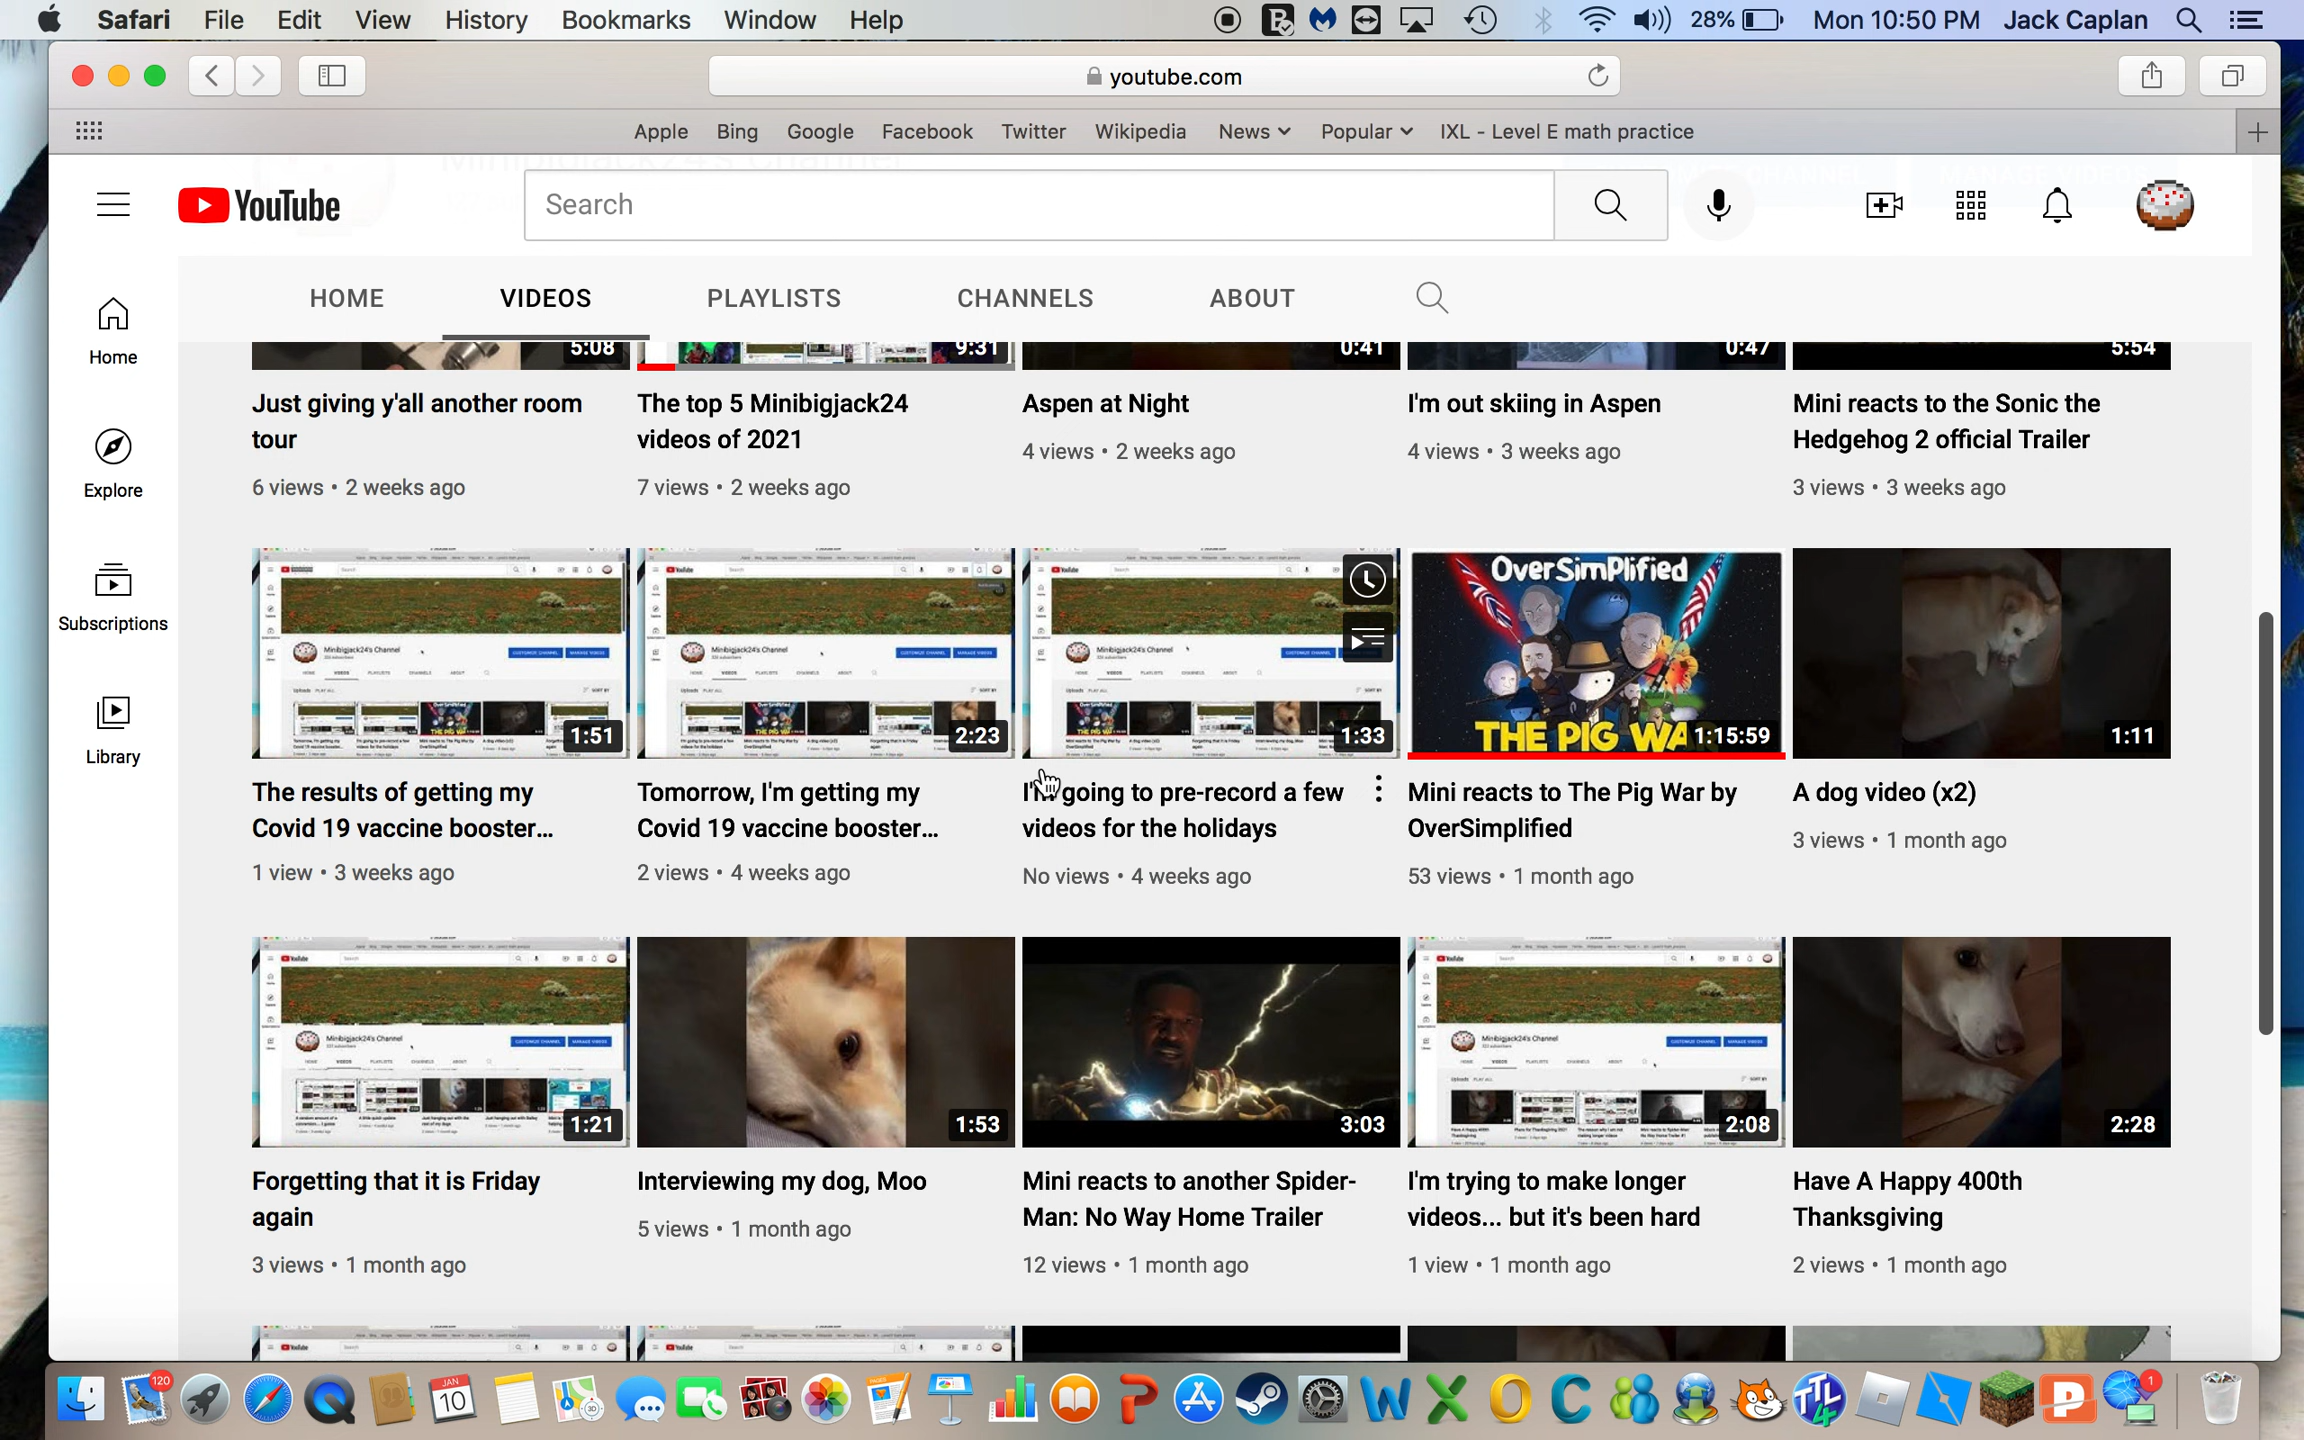 Safari File Edit View History Bookmarks Window Help 28% Mon 10:50 PM Jack Caplan
youtube.com
Apple Bing Google Facebook Twitter Wikipedia News Popular IXL - Level E math practice
YouTube Search
HOME VIDEOS PLAYLISTS CHANNELS ABOUT
Home
Explore
Subscriptions
Library
5:08 9:31 0:41 0:47 5:54
Just giving y'all another room
tour
6 views • 2 weeks ago
The top 5 Minibigjack24
videos of 2021
7 views • 2 weeks ago
Aspen at Night
4 views • 2 weeks ago
I'm out skiing in Aspen
4 views • 3 weeks ago
Mini reacts to the Sonic the
Hedgehog 2 official Trailer
3 views • 3 weeks ago
1:51
The results of getting my
Covid 19 vaccine booster...
1 view • 3 weeks ago
2:23
Tomorrow, I'm getting my
Covid 19 vaccine booster...
2 views • 4 weeks ago
1:33
I'm going to pre-record a few
videos for the holidays
No views • 4 weeks ago
OverSimplified
THE PIG WAR
1:15:59
Mini reacts to The Pig War by
OverSimplified
53 views • 1 month ago
1:11
A dog video (x2)
3 views • 1 month ago
1:21
Forgetting that it is Friday
again
3 views • 1 month ago
1:53
Interviewing my dog, Moo
5 views • 1 month ago
3:03
Mini reacts to another Spider-
Man: No Way Home Trailer
12 views • 1 month ago
2:08
I'm trying to make longer
videos... but it's been hard
1 view • 1 month ago
2:28
Have A Happy 400th
Thanksgiving
2 views • 1 month ago
120
JAN
10
1